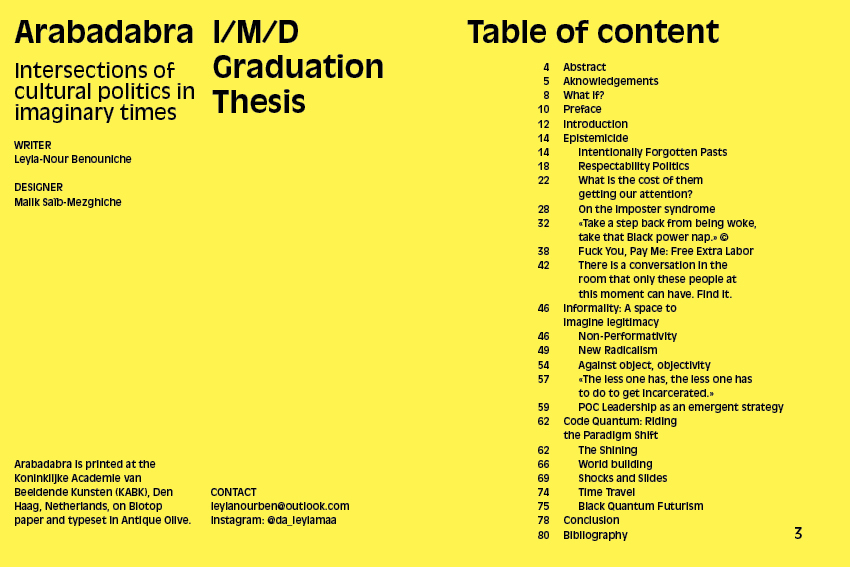 Arabadabra
Intersections of
cultural politics in
imaginary times
WRITER
Leyla-Nour Benouniche
DESIGNER
Malik Saïb-Mezghiche
Arabadabra is printed at the
Koninklijke Academie van
Beeldende Kunsten (KABK), Den
Haag, Netherlands, on Biotop
paper and typeset in Antique Olive.
I/M/D
Graduation
Thesis
CONTACT
leylanourben@outlook.com
Instagram: @da_leylamaa
Table of content
4 Abstract
5 Aknowledgements
8 What If?
10 Preface
12 Introduction
14 Epistemicide
14 Intentionally Forgotten Pasts
18 Respectability Politics
22 What is the cost of them
getting our attention?
28 On the imposter syndrome
32 «Take a step back from being woke,
take that Black power nap.» ©
38 Fuck You, Pay Me: Free Extra Labor
42 There is a conversation in the
room that only these people at
this moment can have. Find it.
46 Informality: A space to
imagine legitimacy
46 Non-Performativity
49 New Radicalism
54 Against object, objectivity
57 «The less one has, the less one has
to do to get incarcerated.»
59 POC Leadership as an emergent strategy
62 Code Quantum: Riding
the Paradigm Shift
62 The Shining
66 World building
69 Shocks and Slides
74 Time Travel
75 Black Quantum Futurism
78 Conclusion
80 Bibliography
3